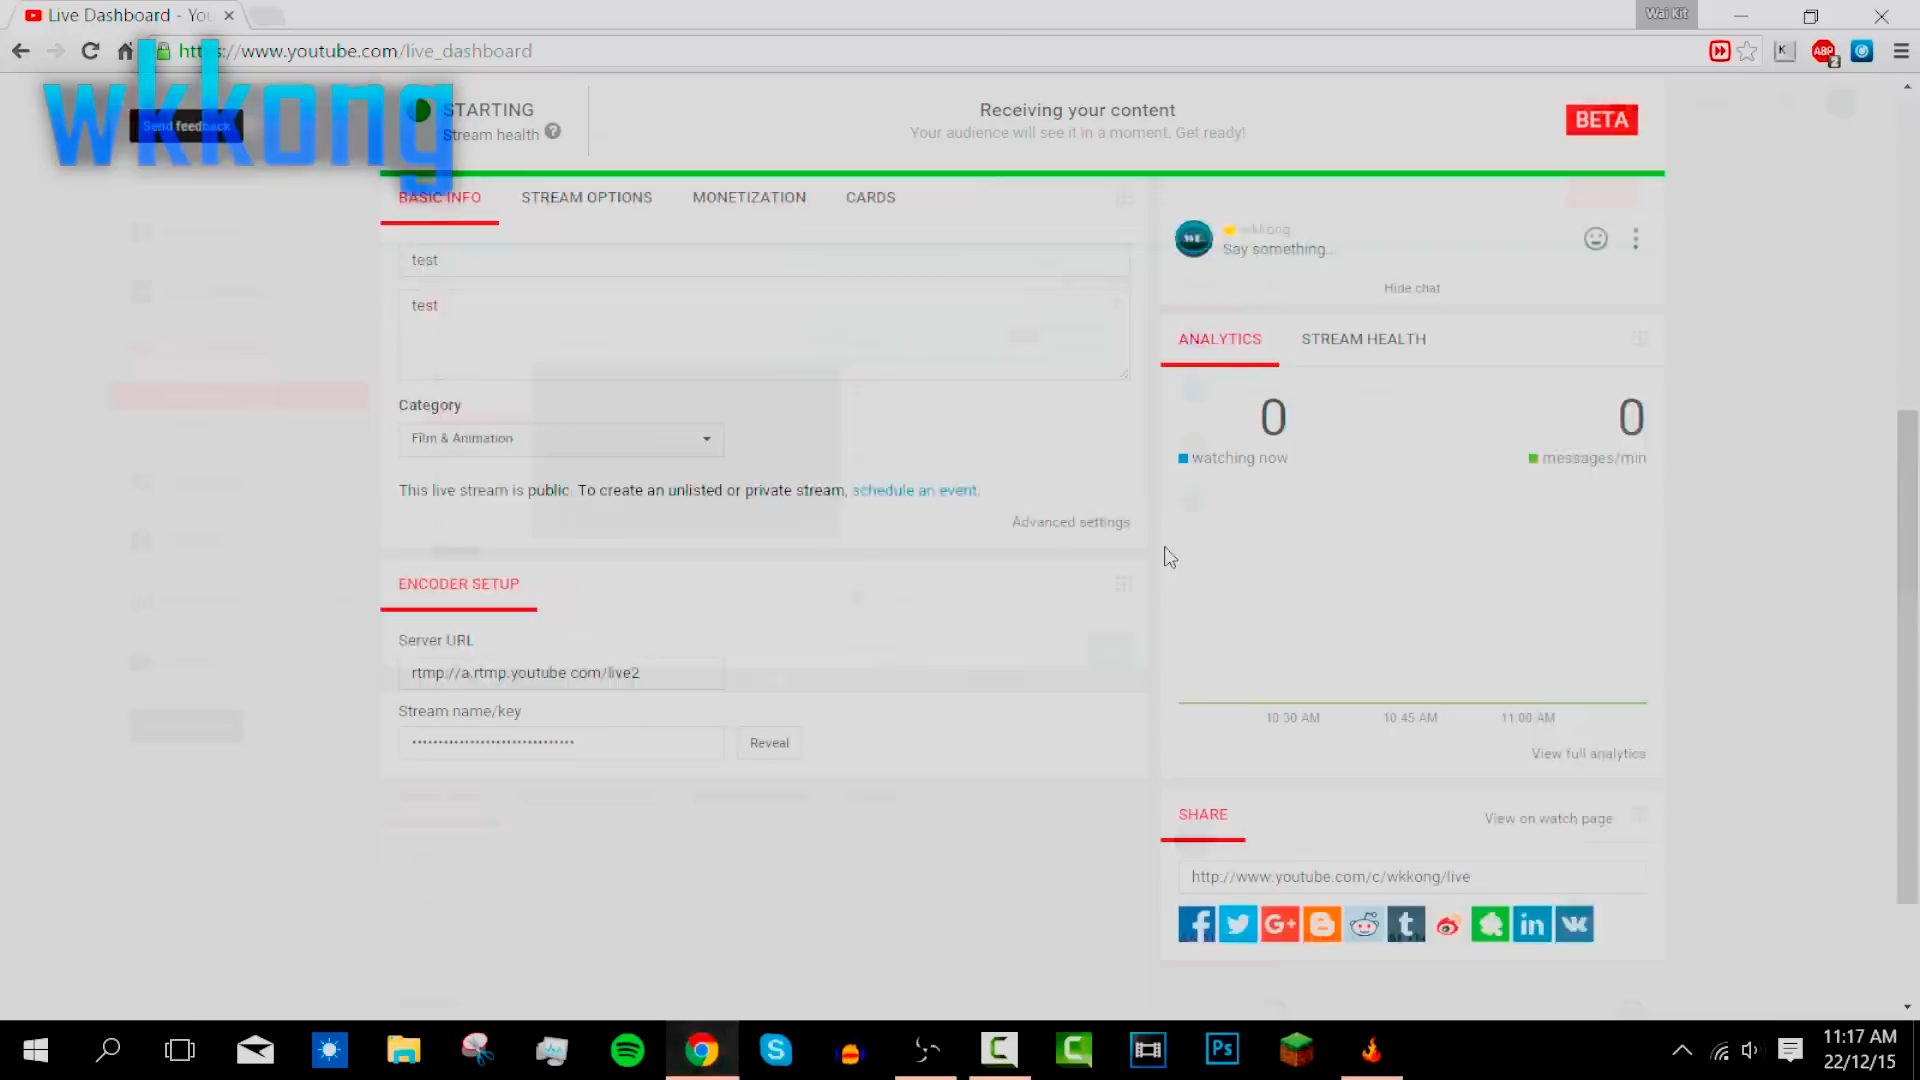 Live Dashboard - You
Wai Kit
https://www.youtube.com/live_dashboard
K
ABP
2
wkkong
Send feedback
STARTING
Stream health ?
Receiving your content
Your audience will see it in a moment. Get ready!
BETA
BASIC INFO
STREAM OPTIONS
MONETIZATION
CARDS
test
test
Category
Film & Animation
This live stream is public. To create an unlisted or private stream, schedule an event.
Advanced settings
ENCODER SETUP
Server URL
rtmp://a.rtmp.youtube.com/live2
Stream name/key
Reveal
wkkong
Say something...
Hide chat
ANALYTICS
STREAM HEALTH
0
0
watching now
messages/min
10:30 AM
10:45 AM
11:00 AM
View full analytics
SHARE
View on watch page
http://www.youtube.com/c/wkkong/live
f
G+
t
in
Ps
11:17 AM
22/12/15